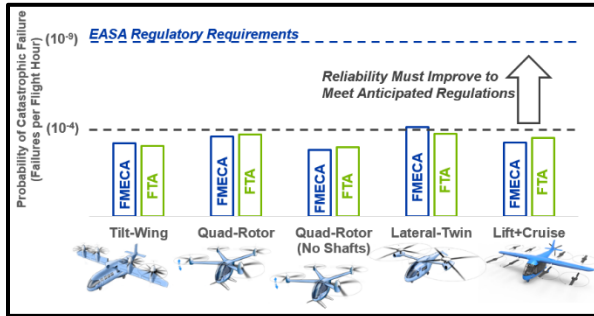 Probability of Catastrophic Failure
(Failures per Flight Hour)
(10⁻⁹)
EASA Regulatory Requirements
Reliability Must Improve to
Meet Anticipated Regulations
(10⁻⁴)
FMECA
FTA
FMECA
FTA
FMECA
FTA
FMECA
FTA
FMECA
FTA
Tilt-Wing
Quad-Rotor
Quad-Rotor
(No Shafts)
Lateral-Twin
Lift+Cruise